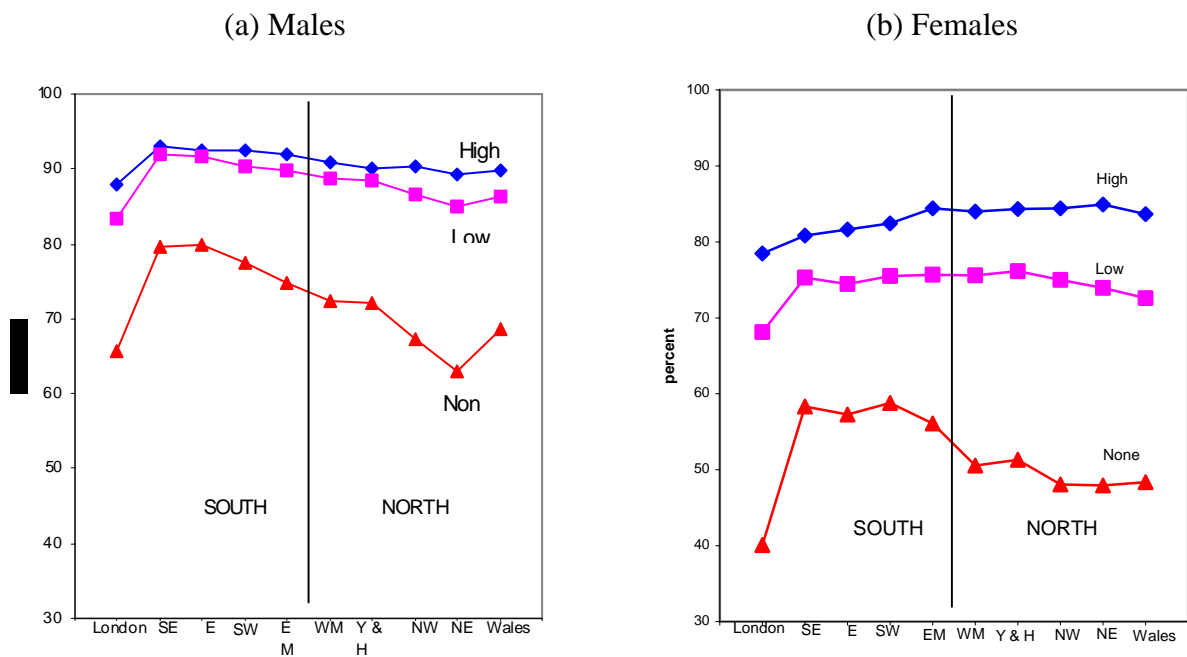 (a) Males
100
90
80
70
60
50
40
30
High
Low
Non
SOUTH
NORTH
London SE E SW E M WM Y & H NW NE Wales
(b) Females
100
90
80
70
60
50
40
30
percent
High
Low
None
SOUTH
NORTH
London SE E SW EM WM Y & H NW NE Wales